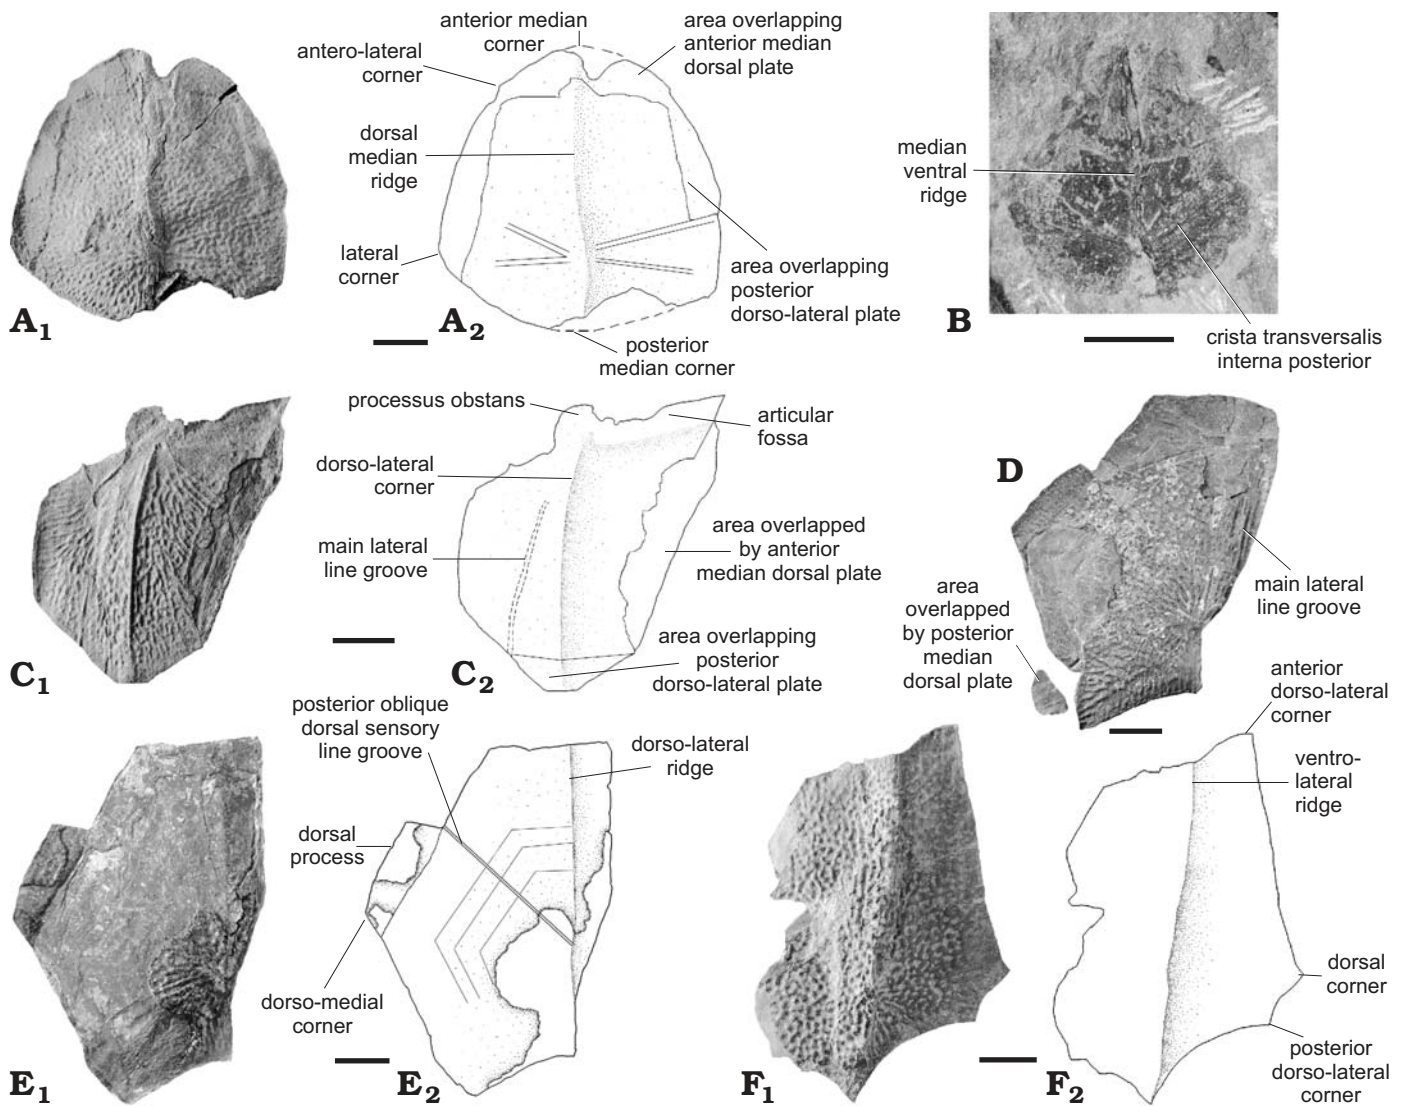 anterior median
corner
area overlapping
anterior median
dorsal plate
antero-lateral
corner
dorsal
median
ridge
lateral
corner
area overlapping
posterior
dorso-lateral plate
posterior
median corner
A1
A2
median
ventral
ridge
B
crista transversalis
interna posterior
processus obstans
articular
fossa
dorso-lateral
corner
main lateral
line groove
area overlapped
by anterior
median dorsal plate
area overlapping
posterior
dorso-lateral plate
C1
C2
D
main lateral
line groove
area
overlapped
by posterior
median
dorsal plate
posterior oblique
dorsal sensory
line groove
dorso-lateral
ridge
dorsal
process
dorso-medial
corner
E1
E2
anterior
dorso-lateral
corner
ventro-
lateral
ridge
dorsal
corner
posterior
dorso-lateral
corner
F1
F2